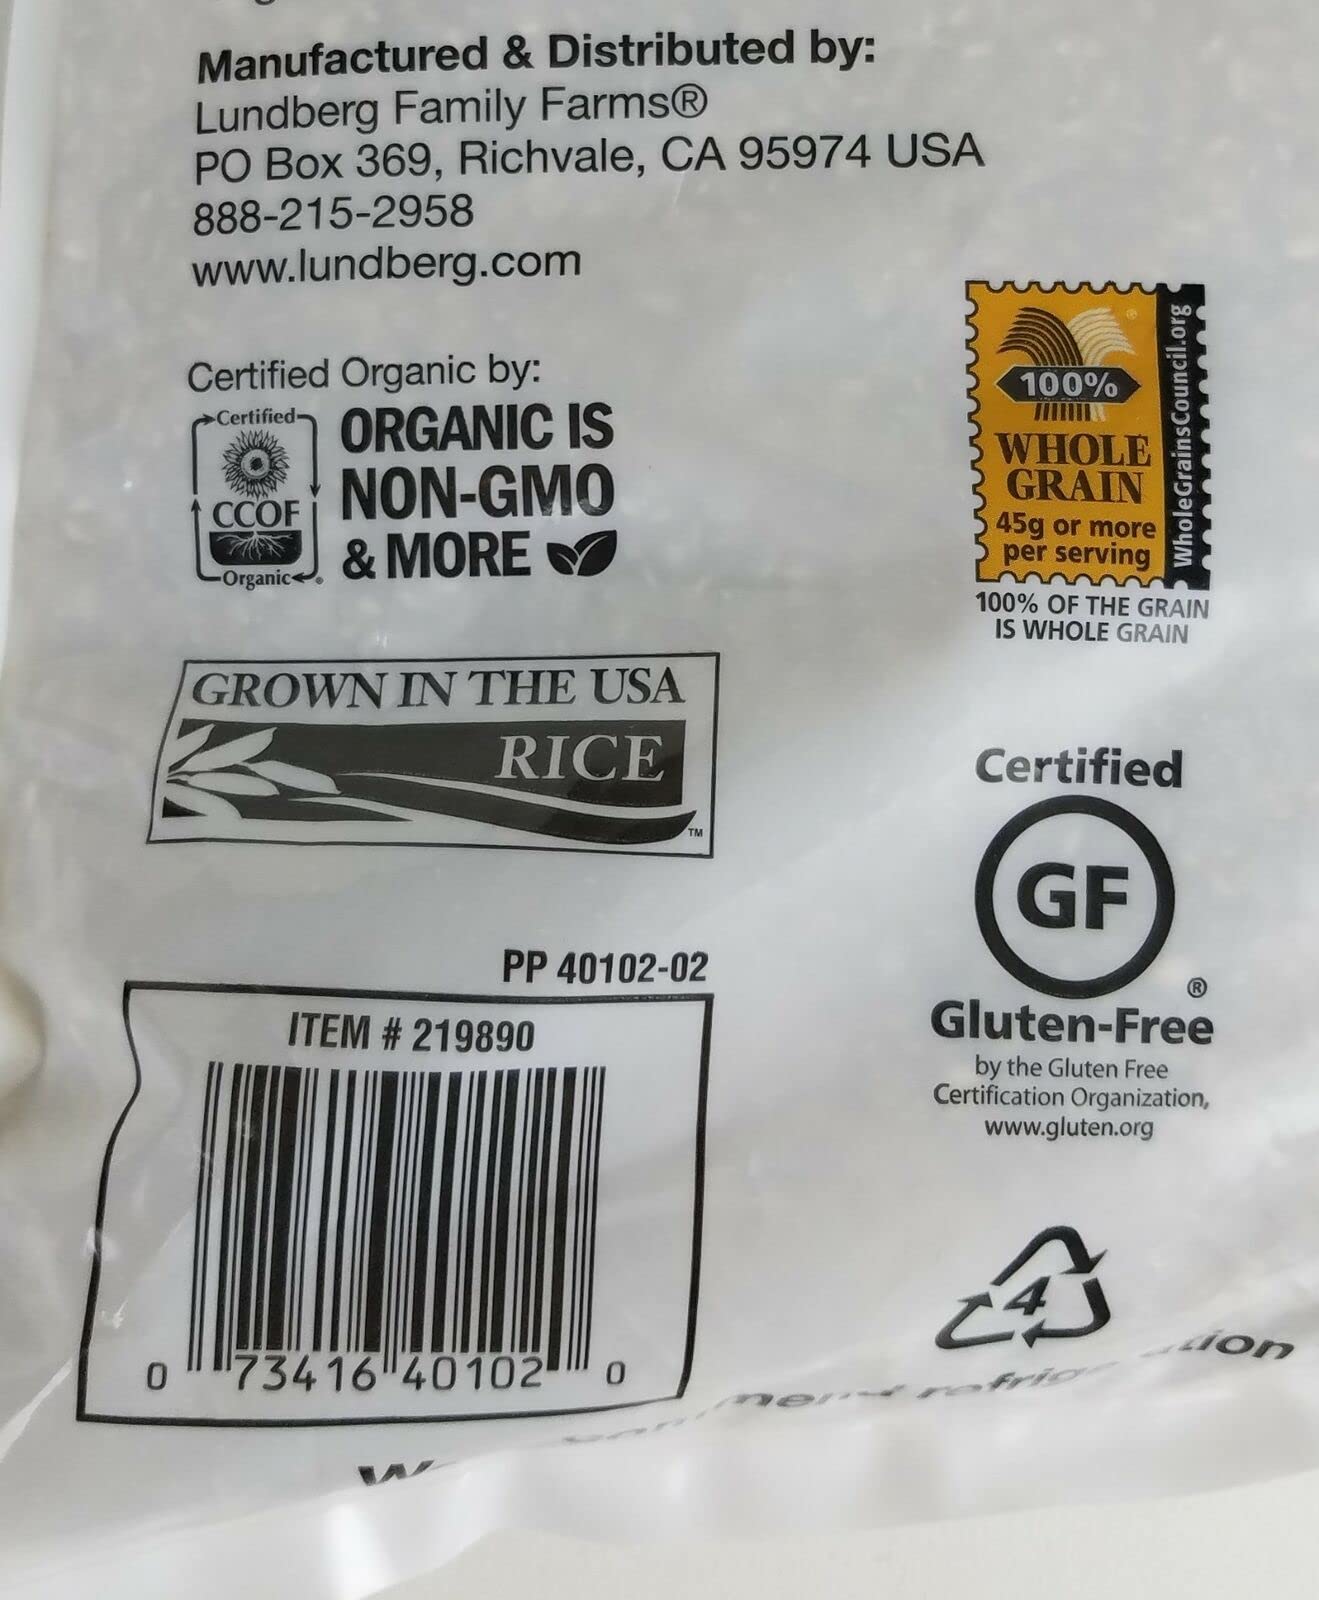 Manufactured & Distributed by:
Lundberg Family Farms®
PO Box 369, Richvale, CA 95974 USA
888-215-2958
www.lundberg.com
Certified Organic by:
Certified
CCOF
Organic
ORGANIC IS
NON-GMO
& MORE
100%
WHOLE
GRAIN
45g or more
per serving
WholeGrainsCouncil.org
100% OF THE GRAIN
IS WHOLE GRAIN
GROWN IN THE USA
RICE
TM
Certified
GF
®
Gluten-Free
by the Gluten Free
Certification Organization,
www.gluten.org
PP 40102-02
ITEM # 219890
0 73416 40102 0
4